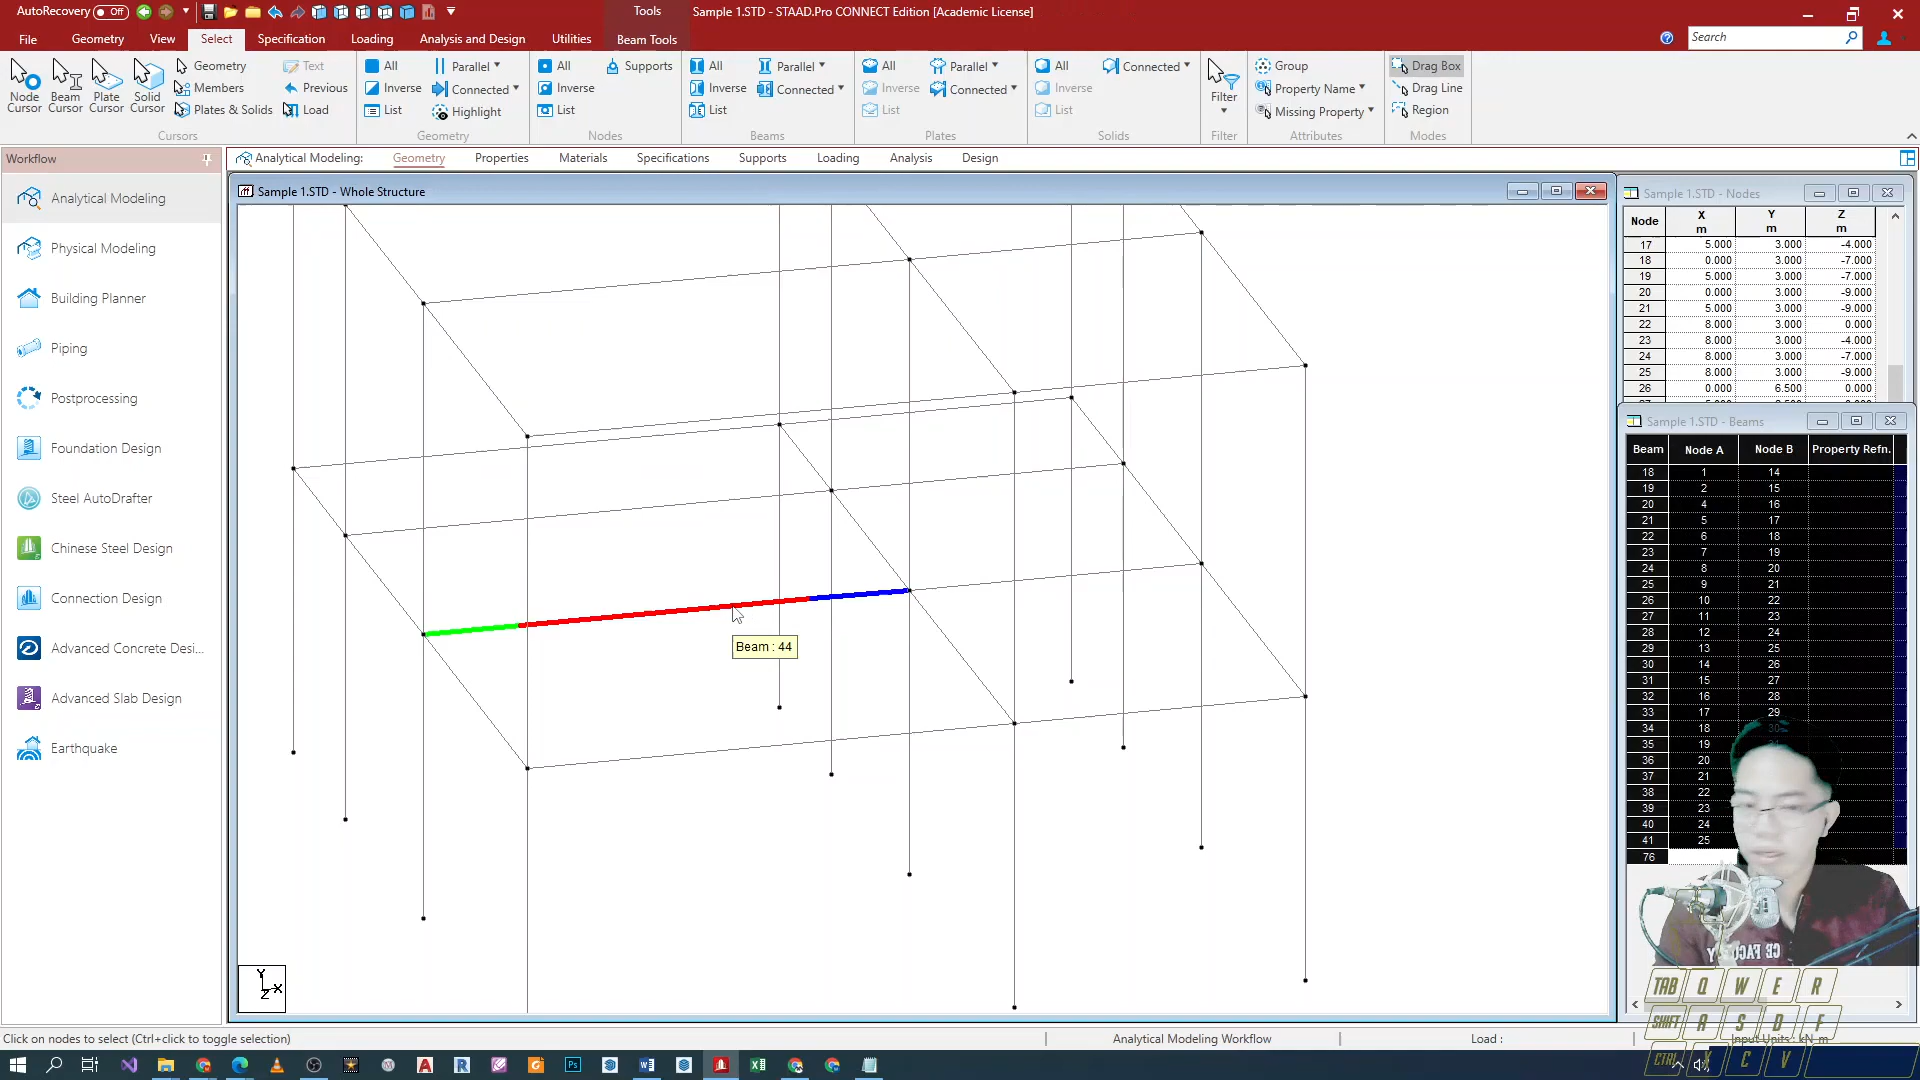 AutoRecovery Off
Tools
Sample 1.STD - STAAD.Pro CONNECT Edition [Academic License]
File Geometry View Select Specification Loading Analysis and Design Utilities Beam Tools
Search
Node Cursor
Beam Cursor
Plate Cursor
Solid Cursor
Geometry
Members
Plates & Solids
Text
Previous
Load
Cursors
All
Inverse
List
Parallel
Connected
Highlight
Geometry
All
Inverse
List
Supports
Nodes
All
Inverse
List
Parallel
Connected
Beams
All
Inverse
List
Parallel
Connected
Plates
All
Inverse
List
Connected
Solids
Filter
Filter
Group
Property Name
Missing Property
Attributes
Drag Box
Drag Line
Region
Modes
Workflow
Analytical Modeling: Geometry Properties Materials Specifications Supports Loading Analysis Design
Analytical Modeling
Physical Modeling
Building Planner
Piping
Postprocessing
Foundation Design
Steel AutoDrafter
Chinese Steel Design
Connection Design
Advanced Concrete Desi...
Advanced Slab Design
Earthquake
Sample 1.STD - Whole Structure
Beam : 44
Y
Z X
Sample 1.STD - Nodes
Node X m Y m Z m
17 5.000 3.000 -4.000
18 0.000 3.000 -7.000
19 5.000 3.000 -7.000
20 0.000 3.000 -9.000
21 5.000 3.000 -9.000
22 8.000 3.000 0.000
23 8.000 3.000 -4.000
24 8.000 3.000 -7.000
25 8.000 3.000 -9.000
26 0.000 6.500 0.000
Sample 1.STD - Beams
Beam Node A Node B Property Refn.
18 1 14
19 2 15
20 4 16
21 5 17
22 6 18
23 7 19
24 8 20
25 9 21
26 10 22
27 11 23
28 12 24
29 13 25
30 14 26
31 15 27
32 16 28
33 17 29
34 18 30
35 19
36 20
37 21
38 22
39 23
40 24
41 25
76
TAB Q W E R
SHIFT A S D F
CTRL X C V
Click on nodes to select (Ctrl+click to toggle selection)
Analytical Modeling Workflow
Load :
Input Units : kN m